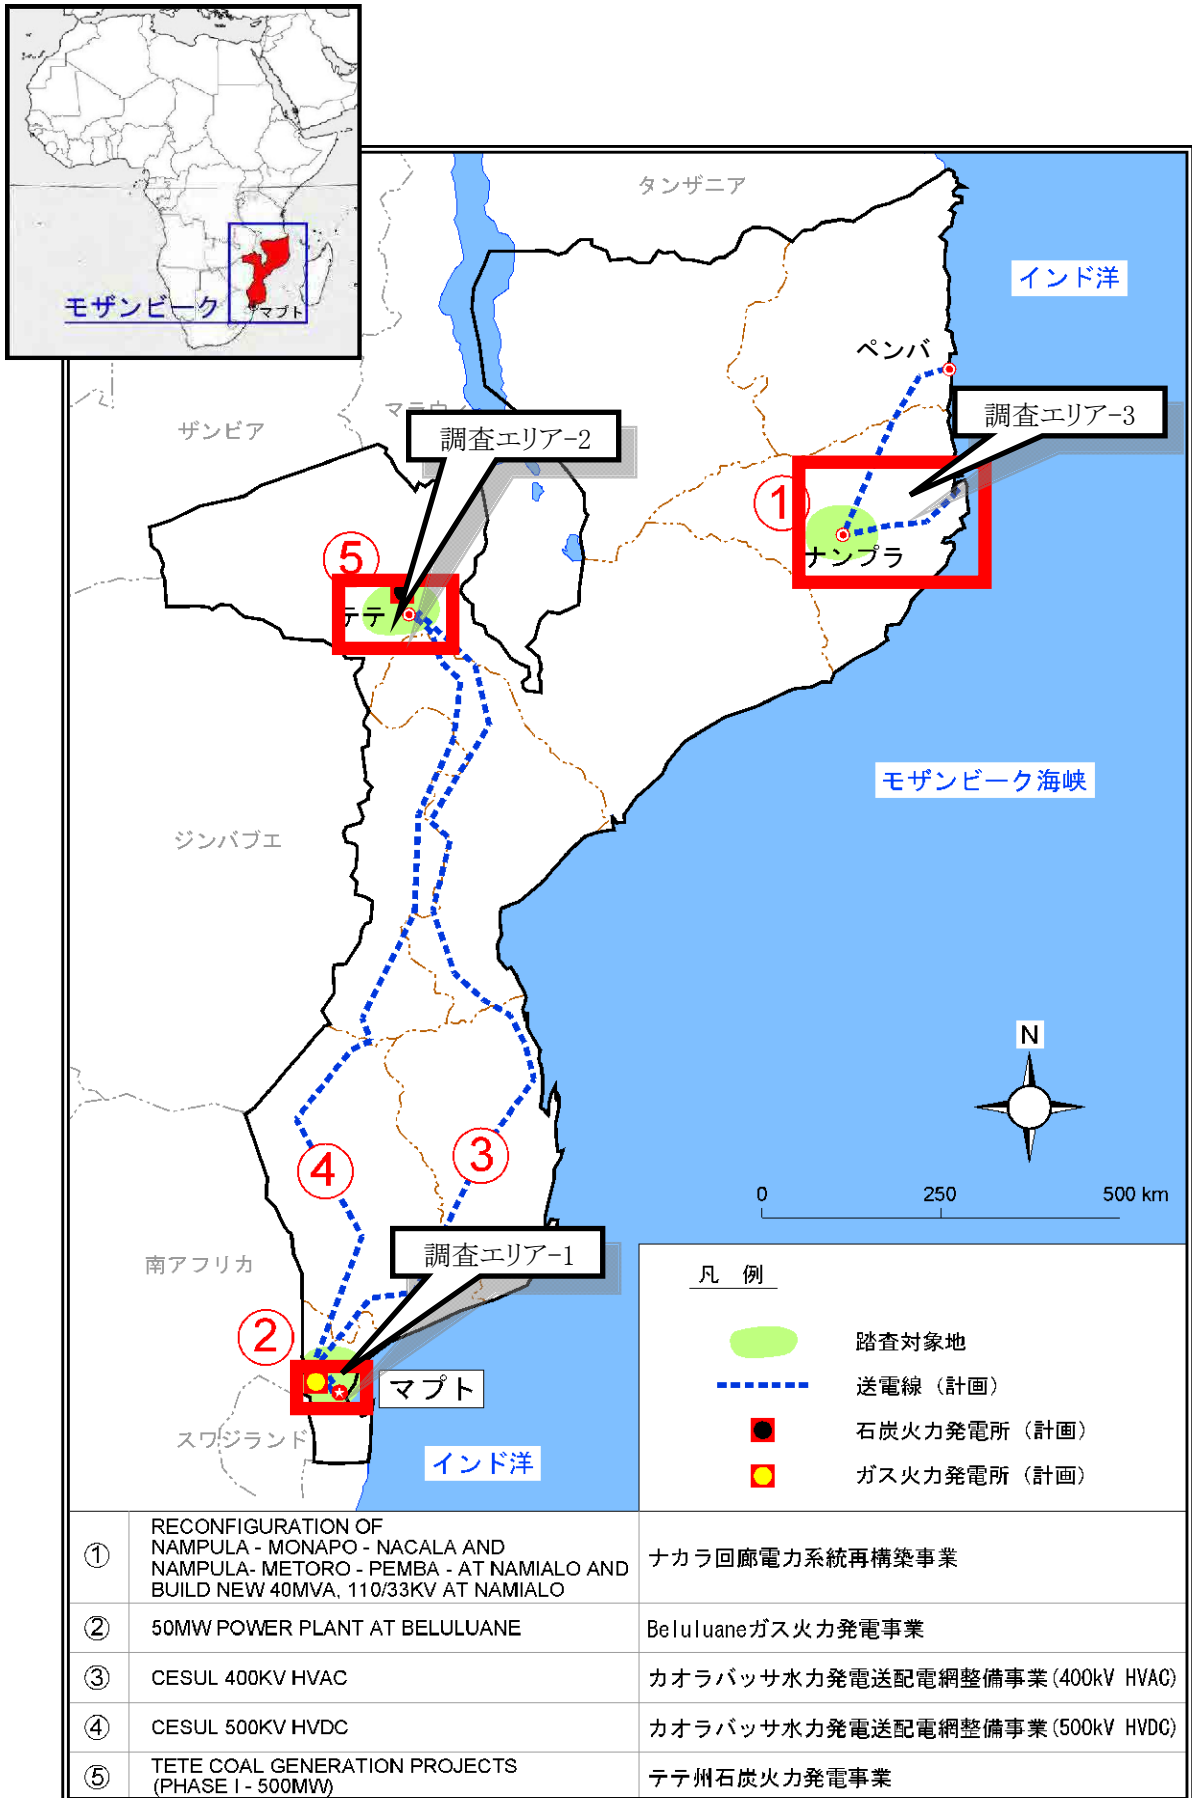 モザンビーク
マプト
タンザニア
インド洋
ペンバ
ザンビア
マラウィ
調査エリア-2
調査エリア-3
①
ナンプラ
⑤
テテ
モザンビーク海峡
ジンバブエ
N
④
③
0 250 500 km
南アフリカ
調査エリア-1
②
マプト
スワジランド
インド洋
凡 例
踏査対象地
送電線（計画）
石炭火力発電所（計画）
ガス火力発電所（計画）
① RECONFIGURATION OF
NAMPULA - MONAPO - NACALA AND
NAMPULA- METORO - PEMBA - AT NAMIALO AND
BUILD NEW 40MVA, 110/33KV AT NAMIALO
ナカラ回廊電力系統再構築事業
② 50MW POWER PLANT AT BELULUANE Beluluaneガス火力発電事業
③ CESUL 400KV HVAC カオラバッサ水力発電送配電網整備事業(400kV HVAC)
④ CESUL 500KV HVDC カオラバッサ水力発電送配電網整備事業(500kV HVDC)
⑤ TETE COAL GENERATION PROJECTS
(PHASE I - 500MW)
テテ州石炭火力発電事業